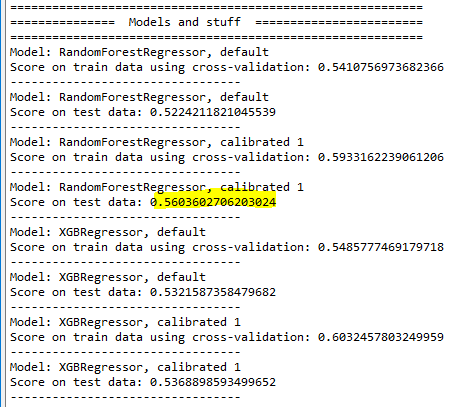 =======================================================
============== Models and stuff =======================
=======================================================
Model: RandomForestRegressor, default
Score on train data using cross-validation: 0.5410756973682366
-------------------------------
Model: RandomForestRegressor, default
Score on test data: 0.5224211821045539
-------------------------------
Model: RandomForestRegressor, calibrated 1
Score on train data using cross-validation: 0.5933162239061206
-------------------------------
Model: RandomForestRegressor, calibrated 1
Score on test data: 0.5603602706203024
-------------------------------
Model: XGBRegressor, default
Score on train data using cross-validation: 0.5485777469179718
-------------------------------
Model: XGBRegressor, default
Score on test data: 0.5321587358479682
-------------------------------
Model: XGBRegressor, calibrated 1
Score on train data using cross-validation: 0.6032457803249959
-------------------------------
Model: XGBRegressor, calibrated 1
Score on test data: 0.5368898593499652
-------------------------------